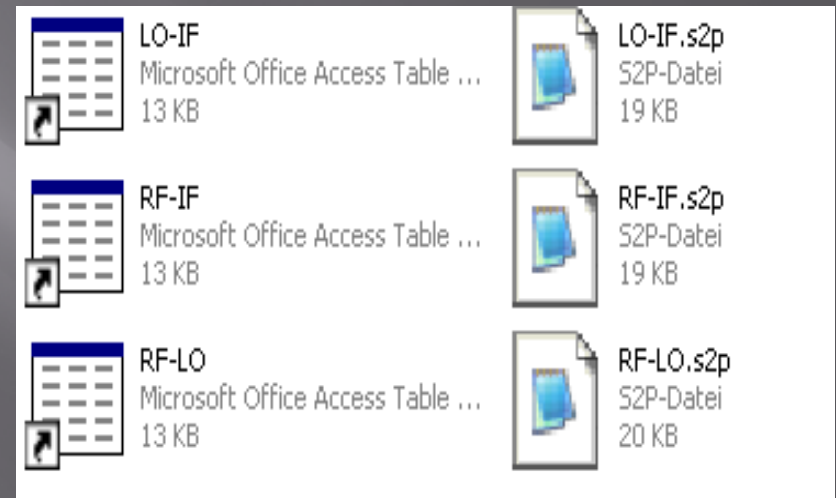 LO-IF
Microsoft Office Access Table ...
13 KB
LO-IF.s2p
S2P-Datei
19 KB
RF-IF
Microsoft Office Access Table ...
13 KB
RF-IF.s2p
S2P-Datei
19 KB
RF-LO
Microsoft Office Access Table ...
13 KB
RF-LO.s2p
S2P-Datei
20 KB